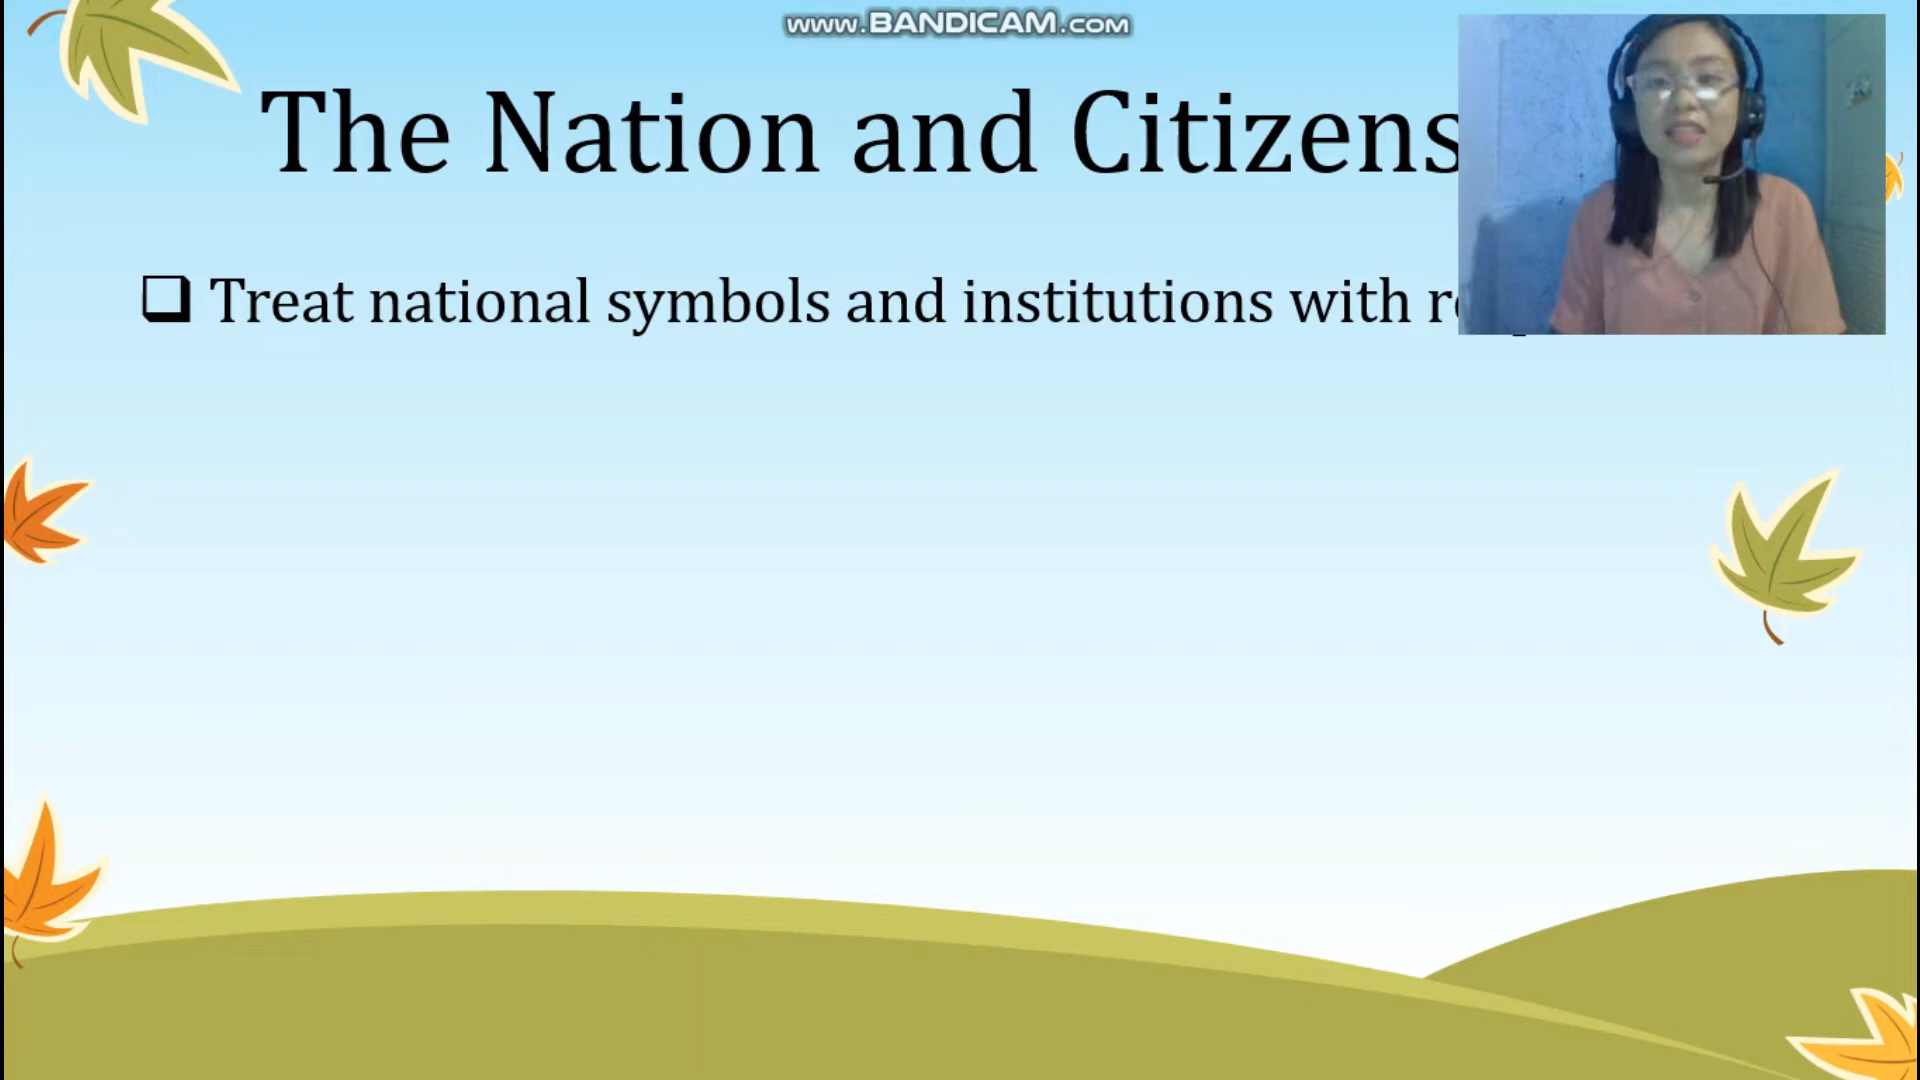 www.BANDICAM.com
The Nation and Citizens
Treat national symbols and institutions with